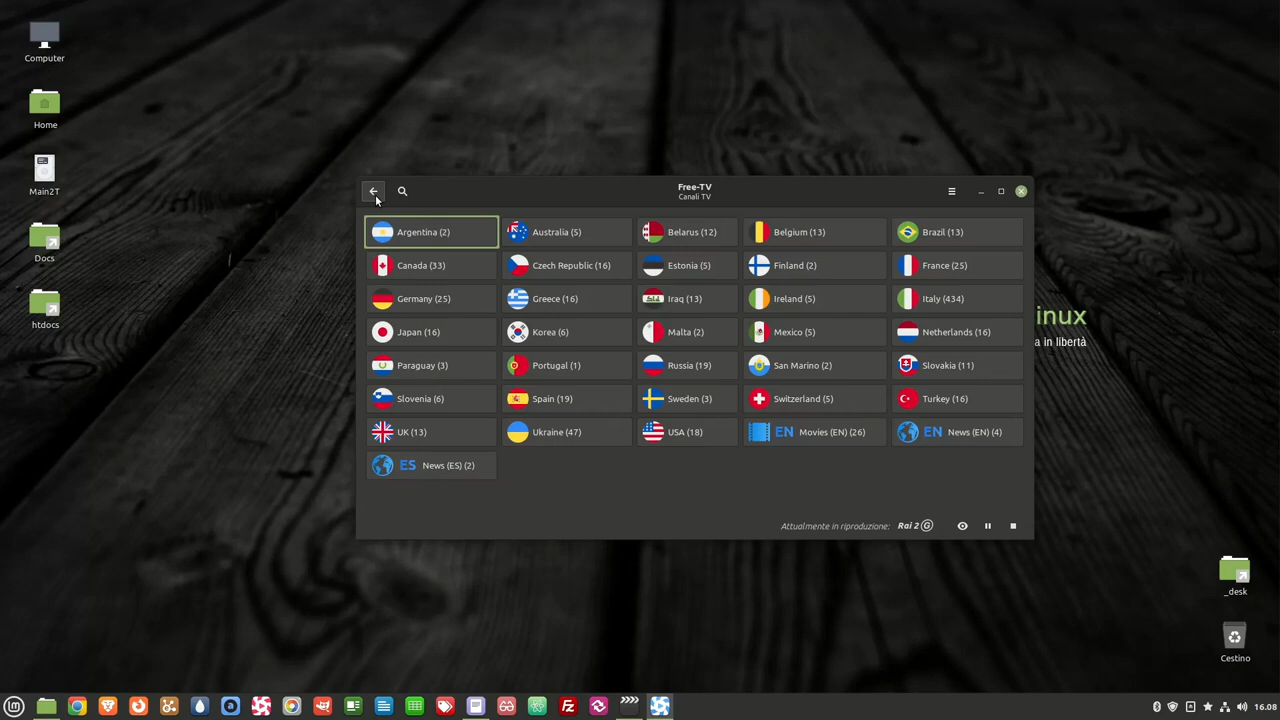 Computer
Home
Main2T
Docs
htdocs
Free-TV
Canali TV
Argentina (2)
Australia (5)
Belarus (12)
Belgium (13)
Brazil (13)
Canada (33)
Czech Republic (16)
Estonia (5)
Finland (2)
France (25)
Germany (25)
Greece (16)
Iraq (13)
Ireland (5)
Italy (434)
Japan (16)
Korea (6)
Malta (2)
Mexico (5)
Netherlands (16)
Paraguay (3)
Portugal (1)
Russia (19)
San Marino (2)
Slovakia (11)
Slovenia (6)
Spain (19)
Sweden (3)
Switzerland (5)
Turkey (16)
UK (13)
Ukraine (47)
USA (18)
EN Movies (EN) (26)
EN News (EN) (4)
ES News (ES) (2)
Attualmente in riproduzione: Rai 2 Ⓖ
inux
a in libertà
_desk
Cestino
16.08